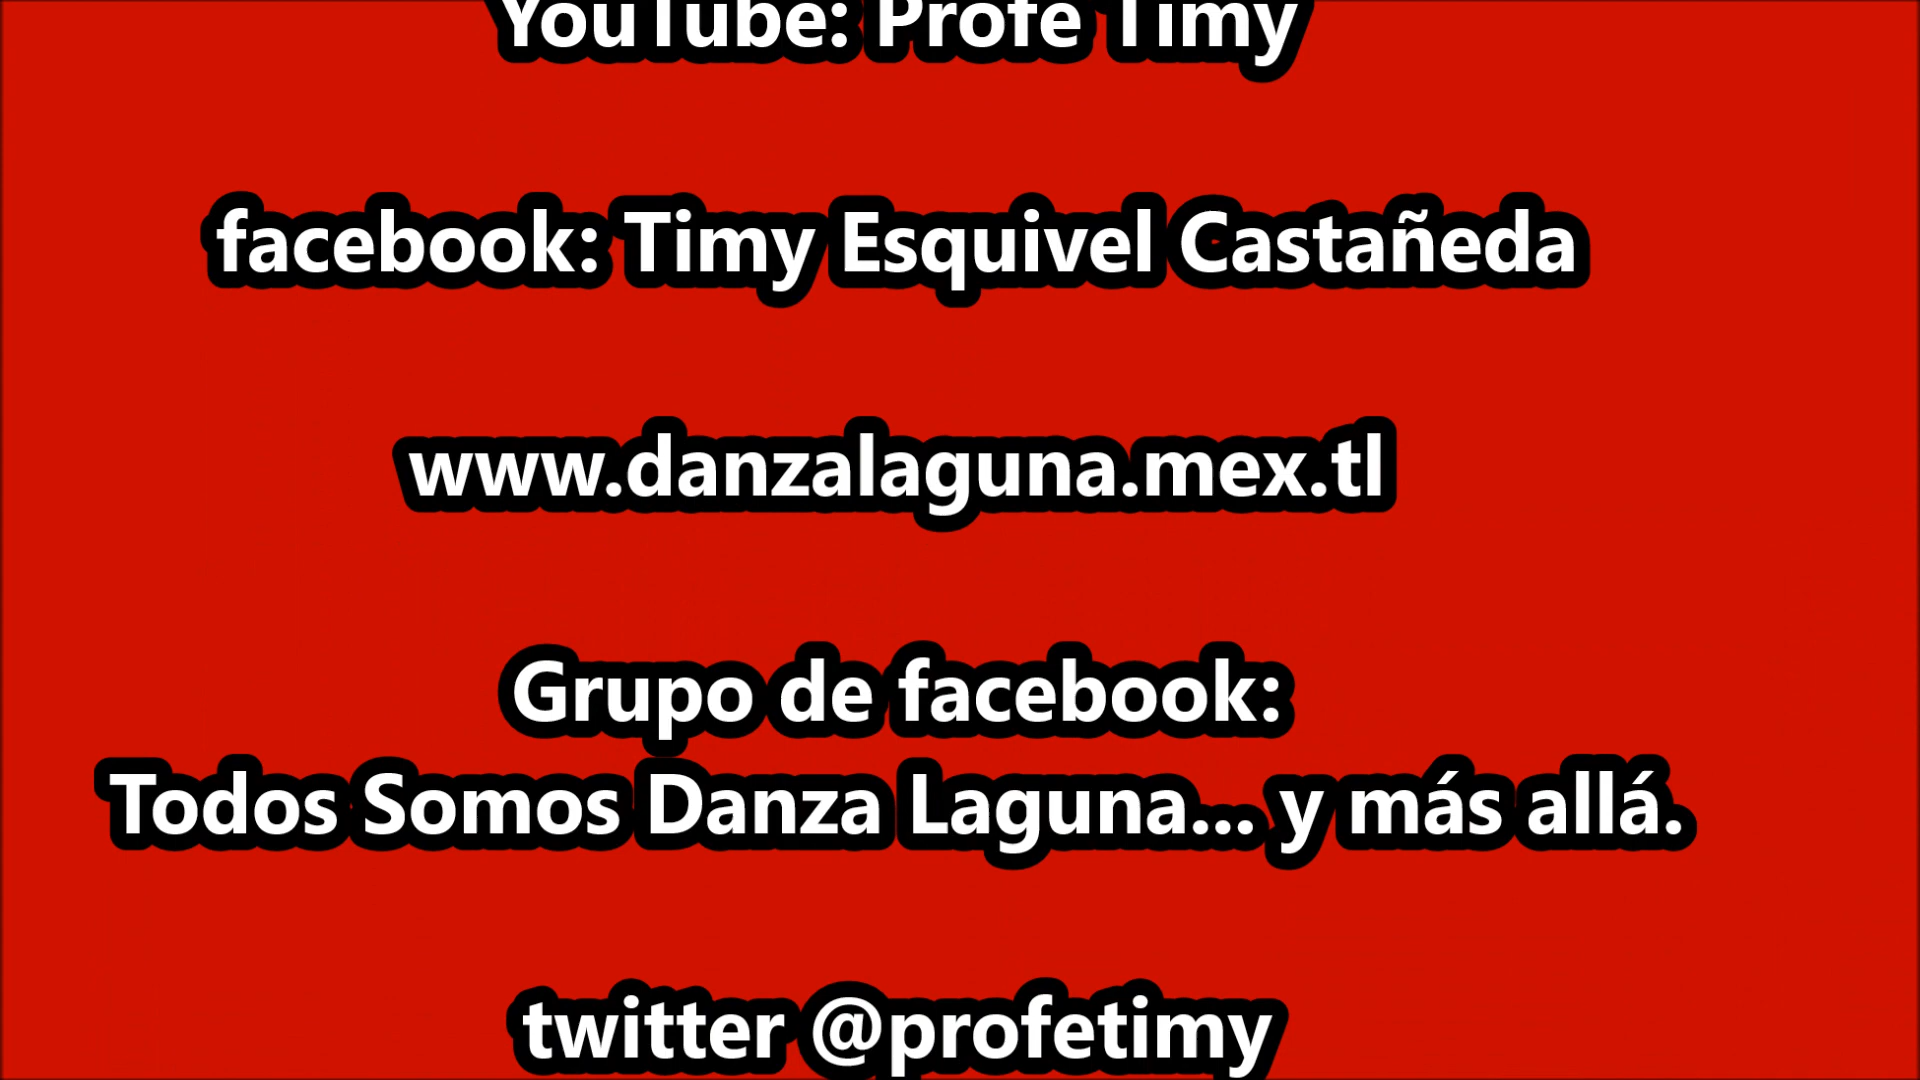 YouTube: Profe Timy
facebook: Timy Esquivel Castañeda
www.danzalaguna.mex.tl
Grupo de facebook:
Todos Somos Danza Laguna... y más allá.
twitter @profetimy